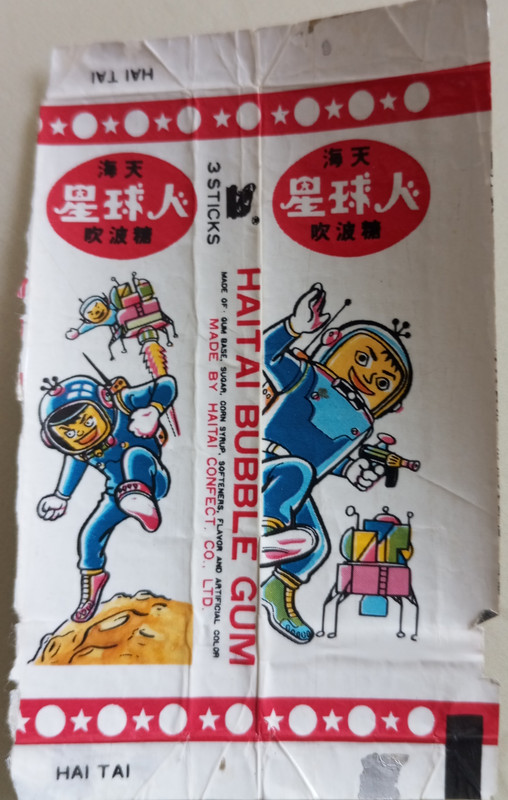 HAI TAI
海天
星球人
吹波糖
3 STICKS
®
HAITAI BUBBLE GUM
MADE OF: GUM BASE, SUGAR, CORN SYRUP, SOFTENERS, FLAVOR AND ARTIFICIAL COLOR
MADE BY HAITAI CONFECT. CO., LTD.
海天
星球人
吹波糖
HAI TAI